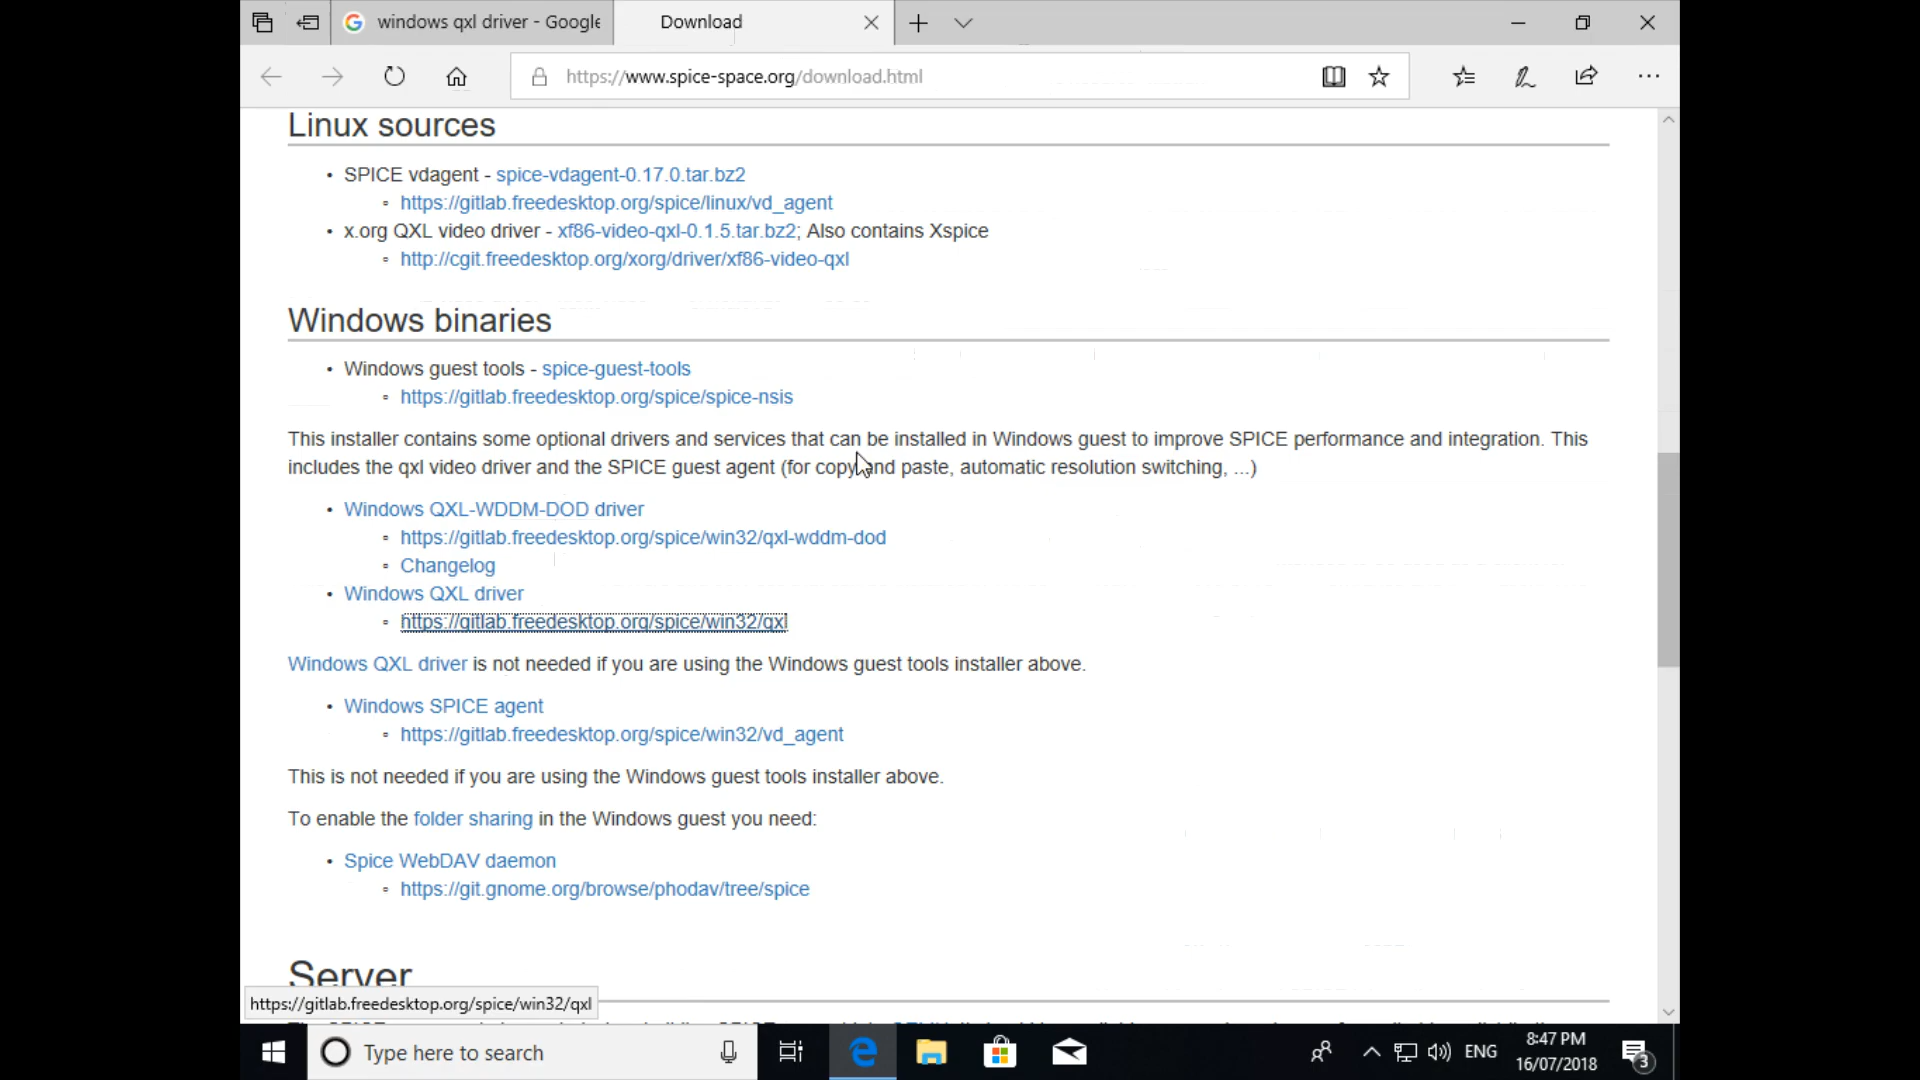 windows qxl driver - Google
Download
https://www.spice-space.org/download.html
Linux sources
• SPICE vdagent - spice-vdagent-0.17.0.tar.bz2
https://gitlab.freedesktop.org/spice/linux/vd_agent
• x.org QXL video driver - xf86-video-qxl-0.1.5.tar.bz2; Also contains Xspice
http://cgit.freedesktop.org/xorg/driver/xf86-video-qxl
Windows binaries
• Windows guest tools - spice-guest-tools
https://gitlab.freedesktop.org/spice/spice-nsis
This installer contains some optional drivers and services that can be installed in Windows guest to improve SPICE performance and integration. This
includes the qxl video driver and the SPICE guest agent (for copy and paste, automatic resolution switching, ...)
• Windows QXL-WDDM-DOD driver
https://gitlab.freedesktop.org/spice/win32/qxl-wddm-dod
Changelog
• Windows QXL driver
https://gitlab.freedesktop.org/spice/win32/qxl
Windows QXL driver is not needed if you are using the Windows guest tools installer above.
• Windows SPICE agent
https://gitlab.freedesktop.org/spice/win32/vd_agent
This is not needed if you are using the Windows guest tools installer above.
To enable the folder sharing in the Windows guest you need:
• Spice WebDAV daemon
https://git.gnome.org/browse/phodav/tree/spice
Server
https://gitlab.freedesktop.org/spice/win32/qxl
Type here to search
ENG
8:47 PM
16/07/2018
3